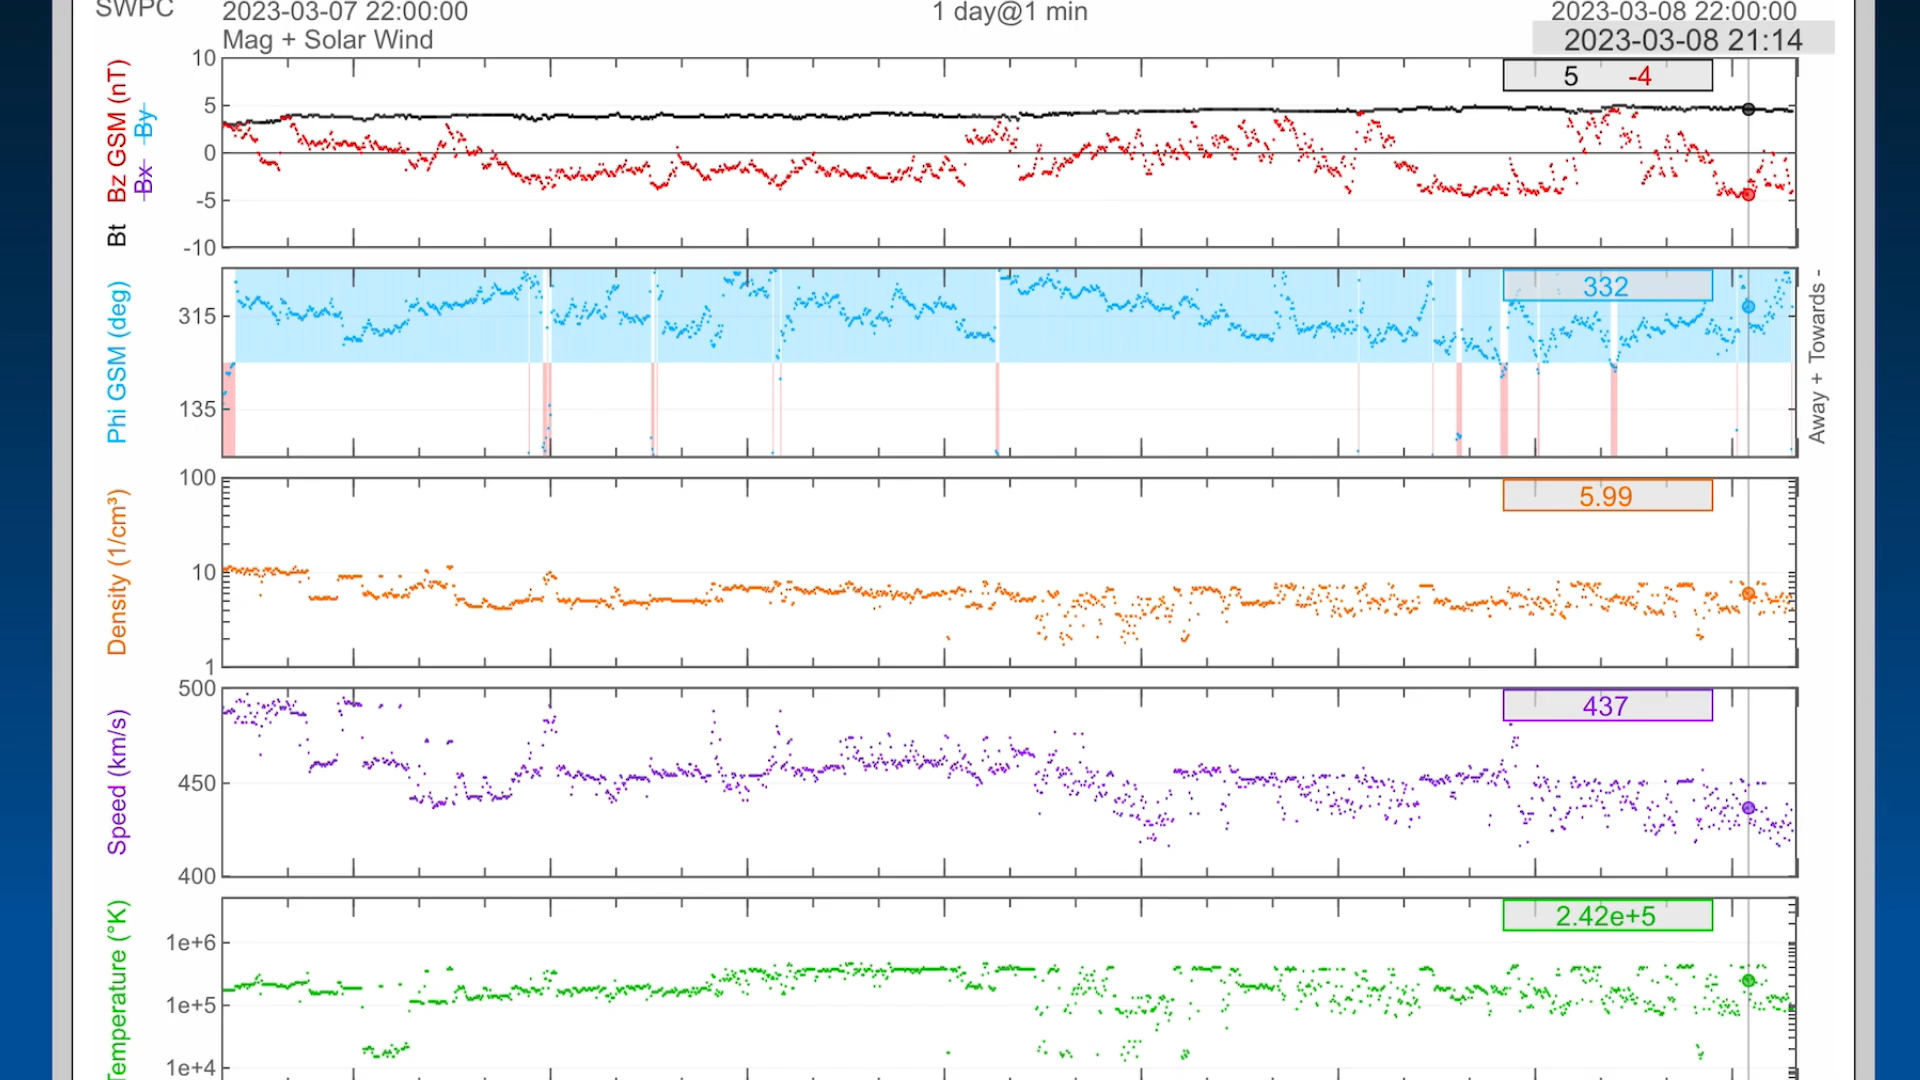 SWPC
2023-03-07 22:00:00
1 day@1 min
2023-03-08 22:00:00
Mag + Solar Wind
2023-03-08 21:14
Bt Bz GSM (nT)
Bx By
10
5
0
-5
-10
5 -4
Phi GSM (deg)
315
135
332
Away + Towards -
Density (1/cm³)
100
10
1
5.99
Speed (km/s)
500
450
400
437
Temperature (°K)
1e+6
1e+5
1e+4
2.42e+5